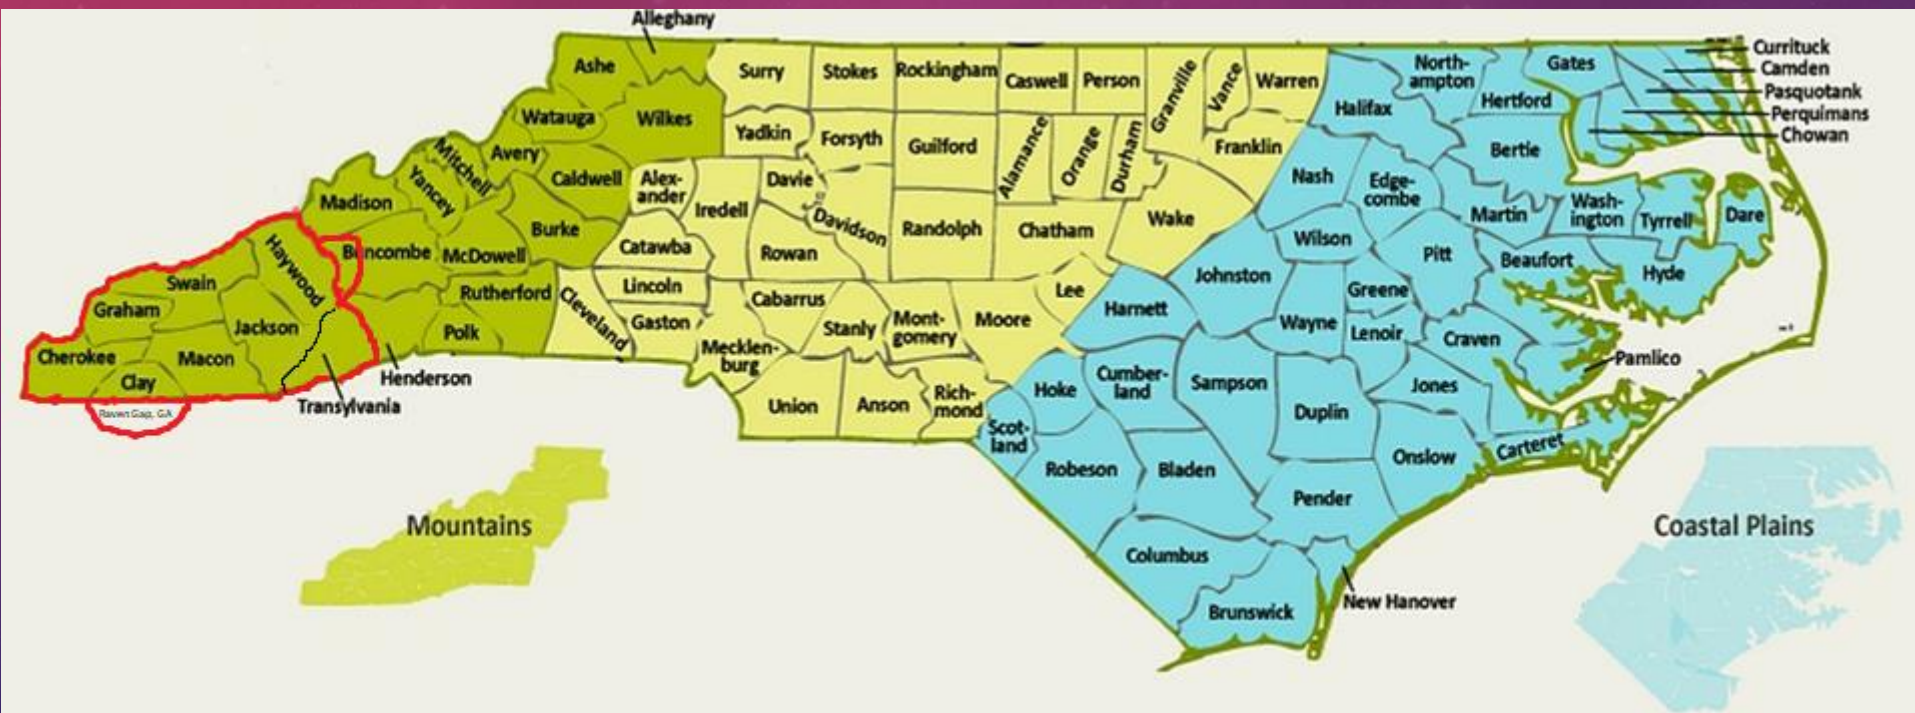 Alleghany
Ashe
Surry
Stokes
Rockingham
Caswell
Person
Granville
Vance
Warren
North-
ampton
Gates
Currituck
Camden
Pasquotank
Perquimans
Chowan
Watauga
Wilkes
Halifax
Hertford
Yadkin
Forsyth
Guilford
Alamance
Orange
Durham
Franklin
Bertie
Mitchell
Avery
Caldwell
Alex-
ander
Davie
Nash
Edge-
combe
Madison
Yancey
Iredell
Davidson
Randolph
Chatham
Wake
Martin
Wash-
ington
Tyrrell
Dare
Haywood
Buncombe
McDowell
Burke
Catawba
Rowan
Wilson
Pitt
Beaufort
Hyde
Swain
Rutherford
Cleveland
Lincoln
Cabarrus
Lee
Johnston
Greene
Graham
Jackson
Polk
Gaston
Stanly
Mont-
gomery
Moore
Harnett
Wayne
Lenoir
Craven
Cherokee
Macon
Mecklen-
burg
Pamlico
Clay
Henderson
Hoke
Cumber-
land
Sampson
Jones
Raven Gap, GA
Transylvania
Union
Anson
Rich-
mond
Duplin
Scot-
land
Robeson
Bladen
Onslow
Carteret
Pender
Mountains
Coastal Plains
Columbus
Brunswick
New Hanover